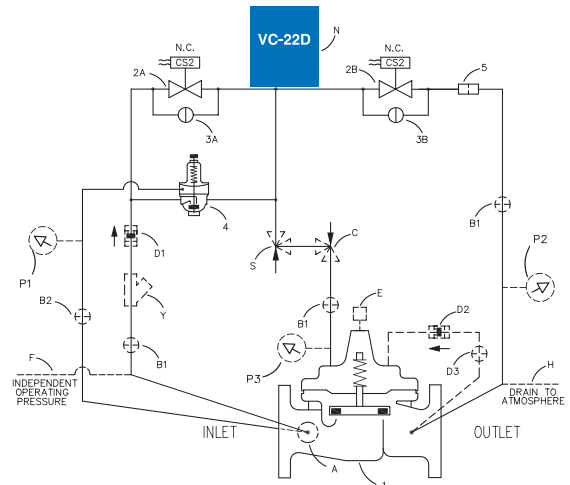 VC-22D
N
N.C.
CS2
2A
N.C.
CS2
2B
5
3A
3B
4
B1
D1
S
C
P1
P2
B2
Y
B1
E
D2
F
B1
P3
D3
H
INDEPENDENT
OPERATING
PRESSURE
DRAIN TO
ATMOSPHERE
INLET
OUTLET
A
1